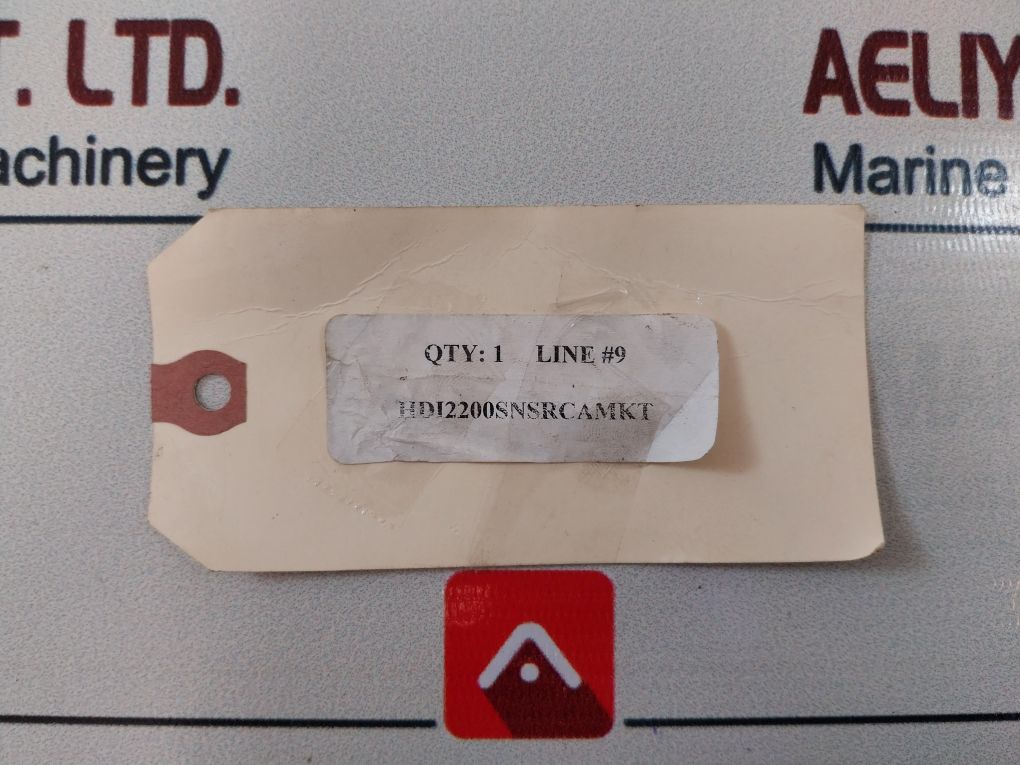 T. LTD.
achinery
AELIY
Marine
QTY: 1 LINE #9
HDI2200SNSRCAMKT